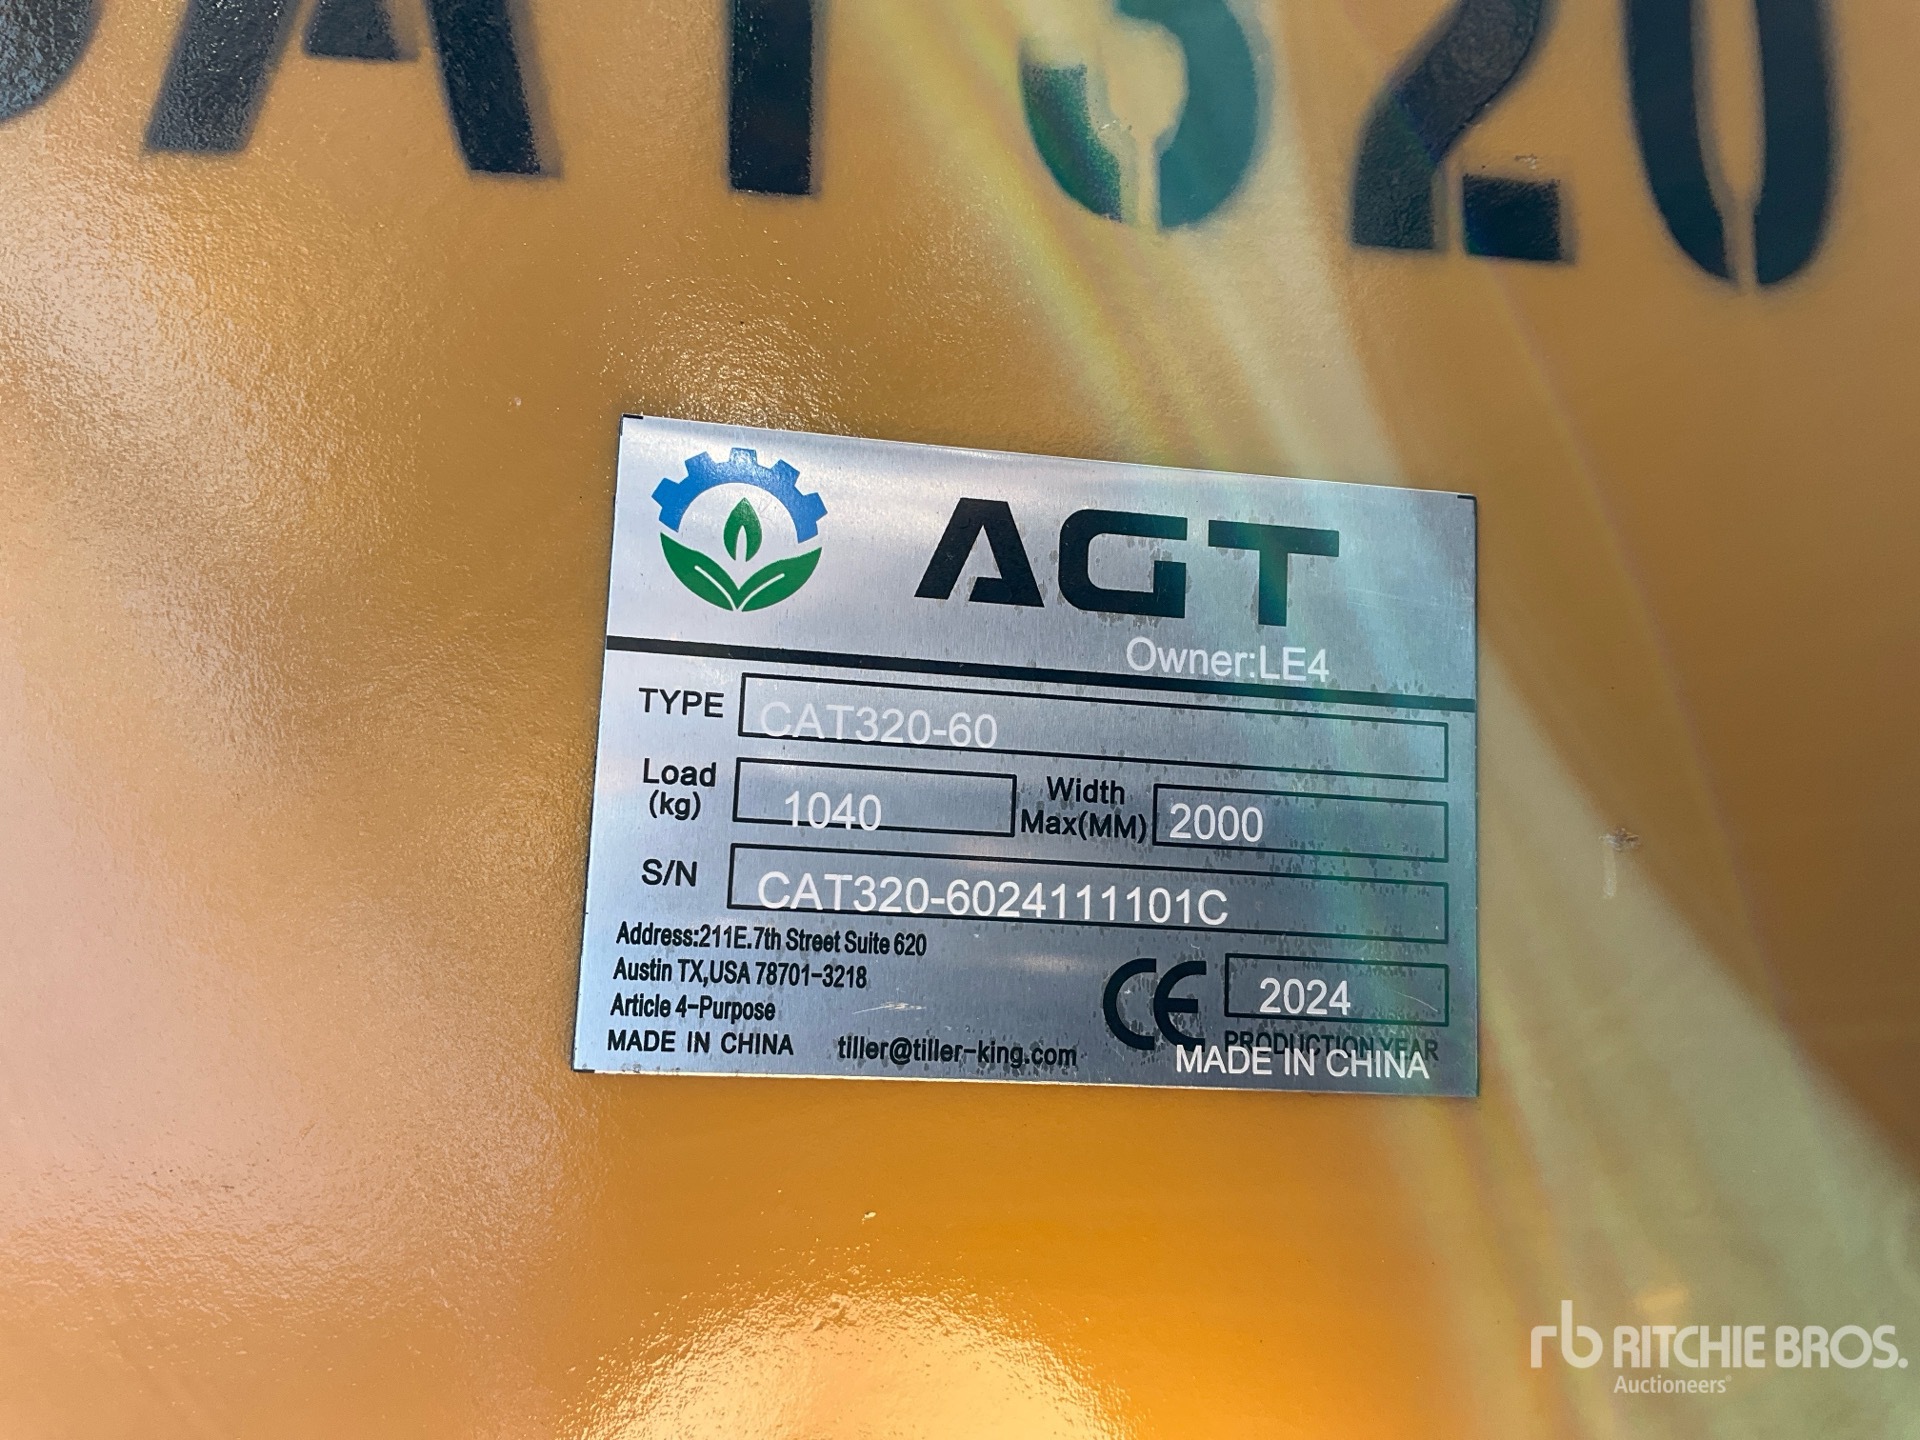 CAT320
AGT
Owner:LE4
TYPE CAT320-60
Load (kg) 1040 Width Max(MM) 2000
S/N CAT320-6024111101C
Address:211E.7th Street Suite 620
Austin TX,USA 78701-3218
Article 4-Purpose
MADE IN CHINA tiller@tiller-king.com
CE 2024
PRODUCTION YEAR
MADE IN CHINA
rb RITCHIE BROS.
Auctioneers